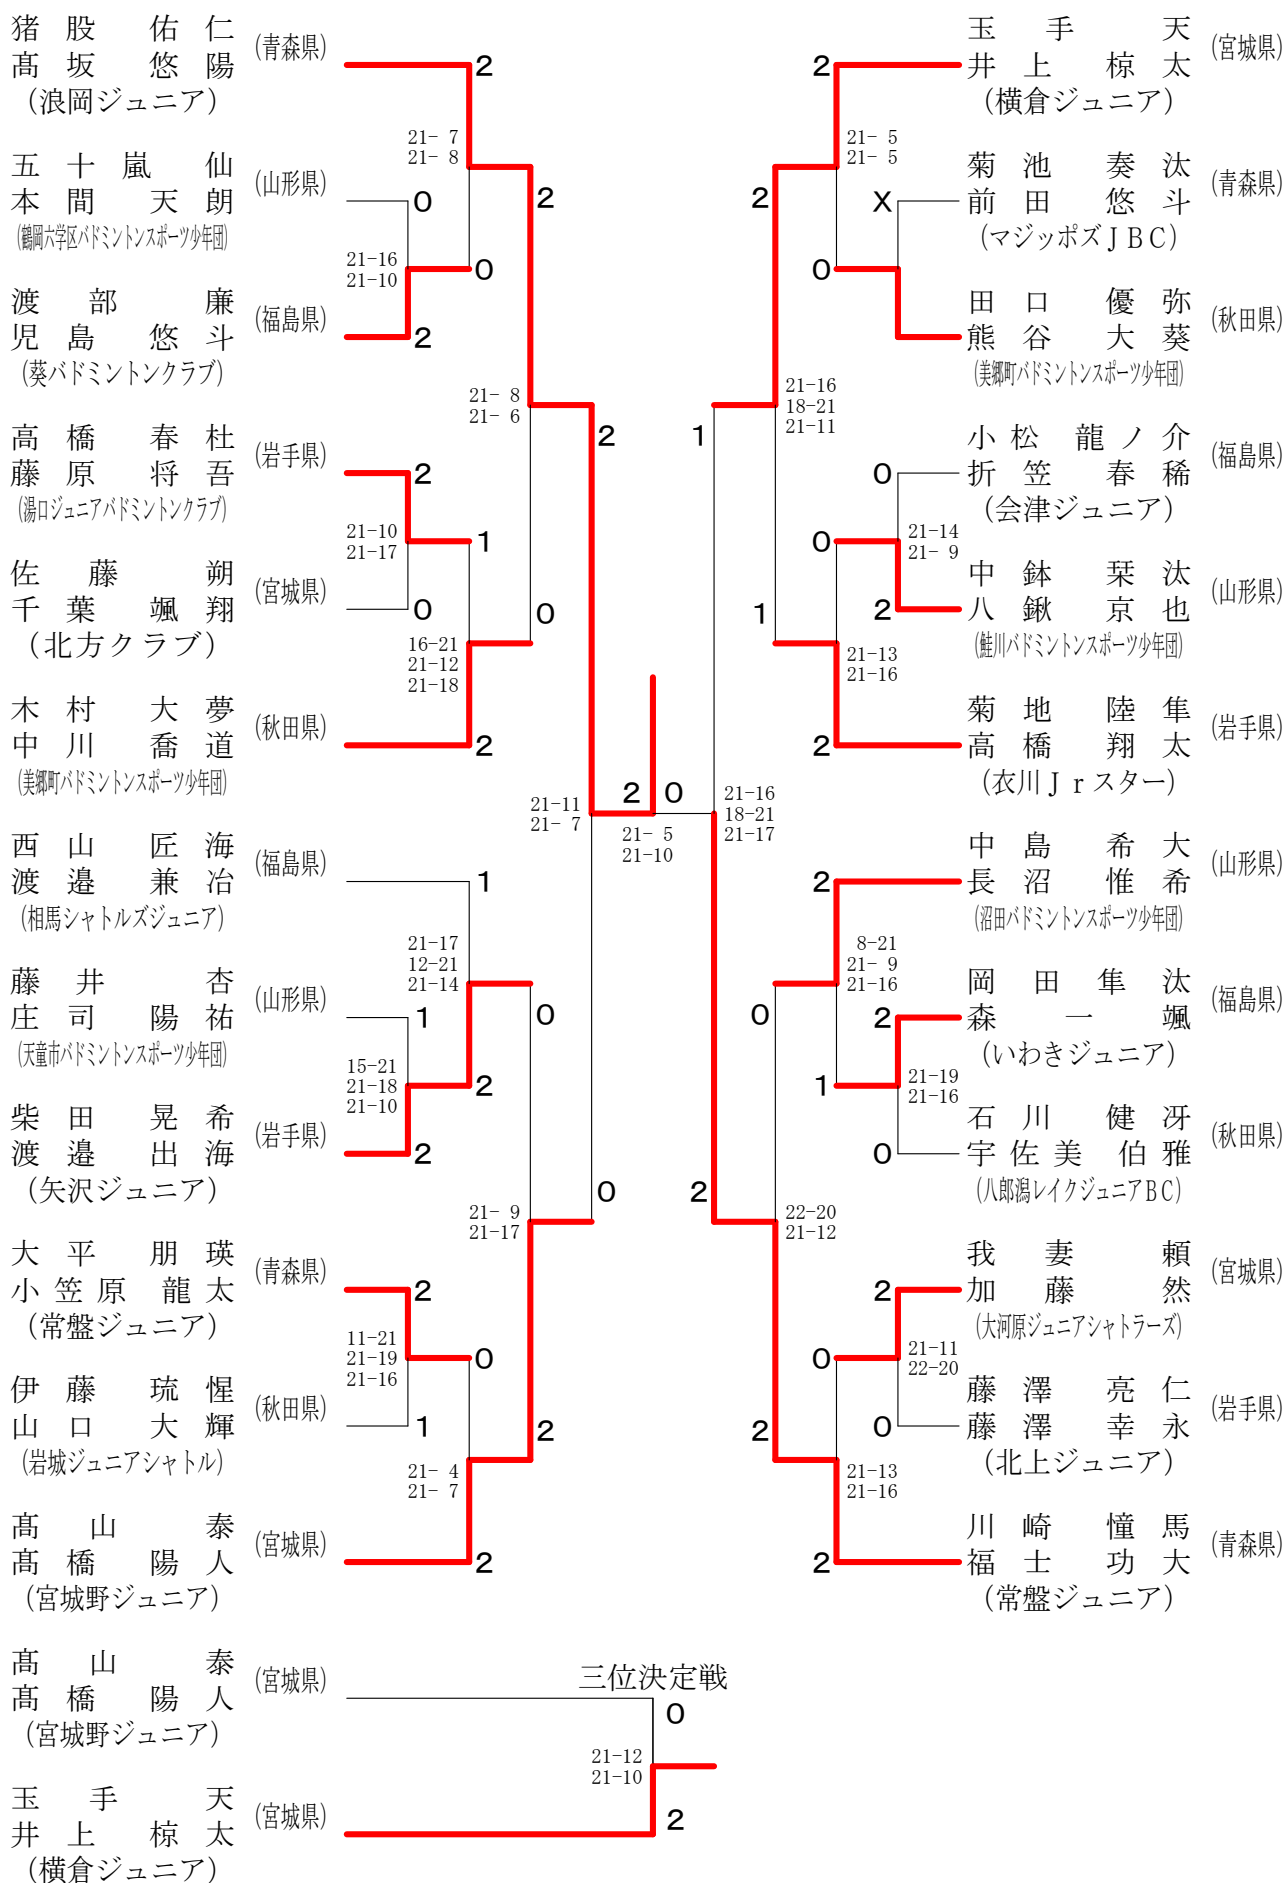 猪股 佑仁
髙坂 悠陽
(青森県)
(浪岡ジュニア)
五十嵐 仙
本間 天朗
(山形県)
(鶴岡六学区バドミントンスポーツ少年団)
渡部 廉
児島 悠斗
(福島県)
(葵バドミントンクラブ)
高橋 春杜
藤原 将吾
(岩手県)
(湯口ジュニアバドミントンクラブ)
佐藤 朔
千葉 颯翔
(宮城県)
(北方クラブ)
木村 大夢
中川 喬道
(秋田県)
(美郷町バドミントンスポーツ少年団)
西山 匠海
渡邉 兼冶
(福島県)
(相馬シャトルズジュニア)
藤井 杏
庄司 陽祐
(山形県)
(天童市バドミントンスポーツ少年団)
柴田 晃希
渡邉 出海
(岩手県)
(矢沢ジュニア)
大平 朋瑛
小笠原 龍太
(青森県)
(常盤ジュニア)
伊藤 琉惺
山口 大輝
(秋田県)
(岩城ジュニアシャトル)
髙山 泰
髙橋 陽人
(宮城県)
(宮城野ジュニア)
2
21- 7
21- 8
0
2
21-16
21-10
0
2
21- 8
21- 6
2
2
21-10
21-17
1
0
0
16-21
21-12
21-18
2
21-11
21- 7
2
0
21- 5
21-10
1
21-17
12-21
21-14
0
1
15-21
21-18
21-10
2
2
0
21- 9
21-17
2
11-21
21-19
21-16
0
1
2
21- 4
21- 7
2
玉手 天
井上 椋太
(宮城県)
(横倉ジュニア)
菊池 奏汰
前田 悠斗
(青森県)
(マジッポズJBC)
田口 優弥
熊谷 大葵
(秋田県)
(美郷町バドミントンスポーツ少年団)
小松 龍ノ介
折笠 春稀
(福島県)
(会津ジュニア)
中鉢 栞汰
八鍬 京也
(山形県)
(鮭川バドミントンスポーツ少年団)
菊地 陸隼
高橋 翔太
(岩手県)
(衣川Jrスター)
中島 希大
長沼 惟希
(山形県)
(沼田バドミントンスポーツ少年団)
岡田 隼汰
森 一颯
(福島県)
(いわきジュニア)
石川 健冴
宇佐美 伯雅
(秋田県)
(八郎潟レイクジュニアBC)
我妻 頼
加藤 然
(宮城県)
(大河原ジュニアシャトラーズ)
藤澤 亮仁
藤澤 幸永
(岩手県)
(北上ジュニア)
川崎 憧馬
福士 功大
(青森県)
(常盤ジュニア)
2
21- 5
21- 5
2
X
0
21-16
18-21
21-11
1
0
0
21-14
21- 9
1
2
21-13
21-16
2
21-16
18-21
21-17
2
8-21
21- 9
21-16
0
2
1
21-19
21-16
0
2
22-20
21-12
2
0
21-11
22-20
2
0
21-13
21-16
2
三位決定戦
髙山 泰
髙橋 陽人
(宮城県)
(宮城野ジュニア)
0
21-12
21-10
玉手 天
井上 椋太
(宮城県)
(横倉ジュニア)
2